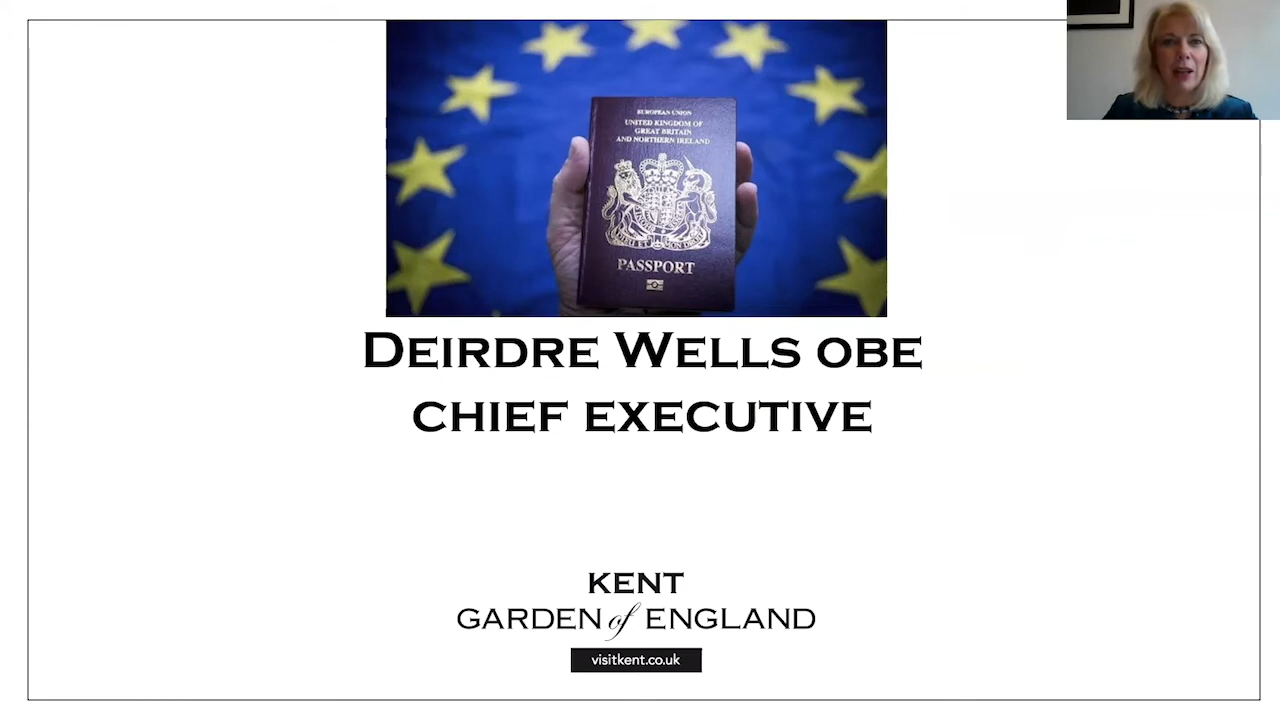 EUROPEAN UNION
UNITED KINGDOM OF
GREAT BRITAIN
AND NORTHERN IRELAND
PASSPORT
DEIRDRE WELLS OBE
CHIEF EXECUTIVE
KENT
GARDEN of ENGLAND
visitkent.co.uk